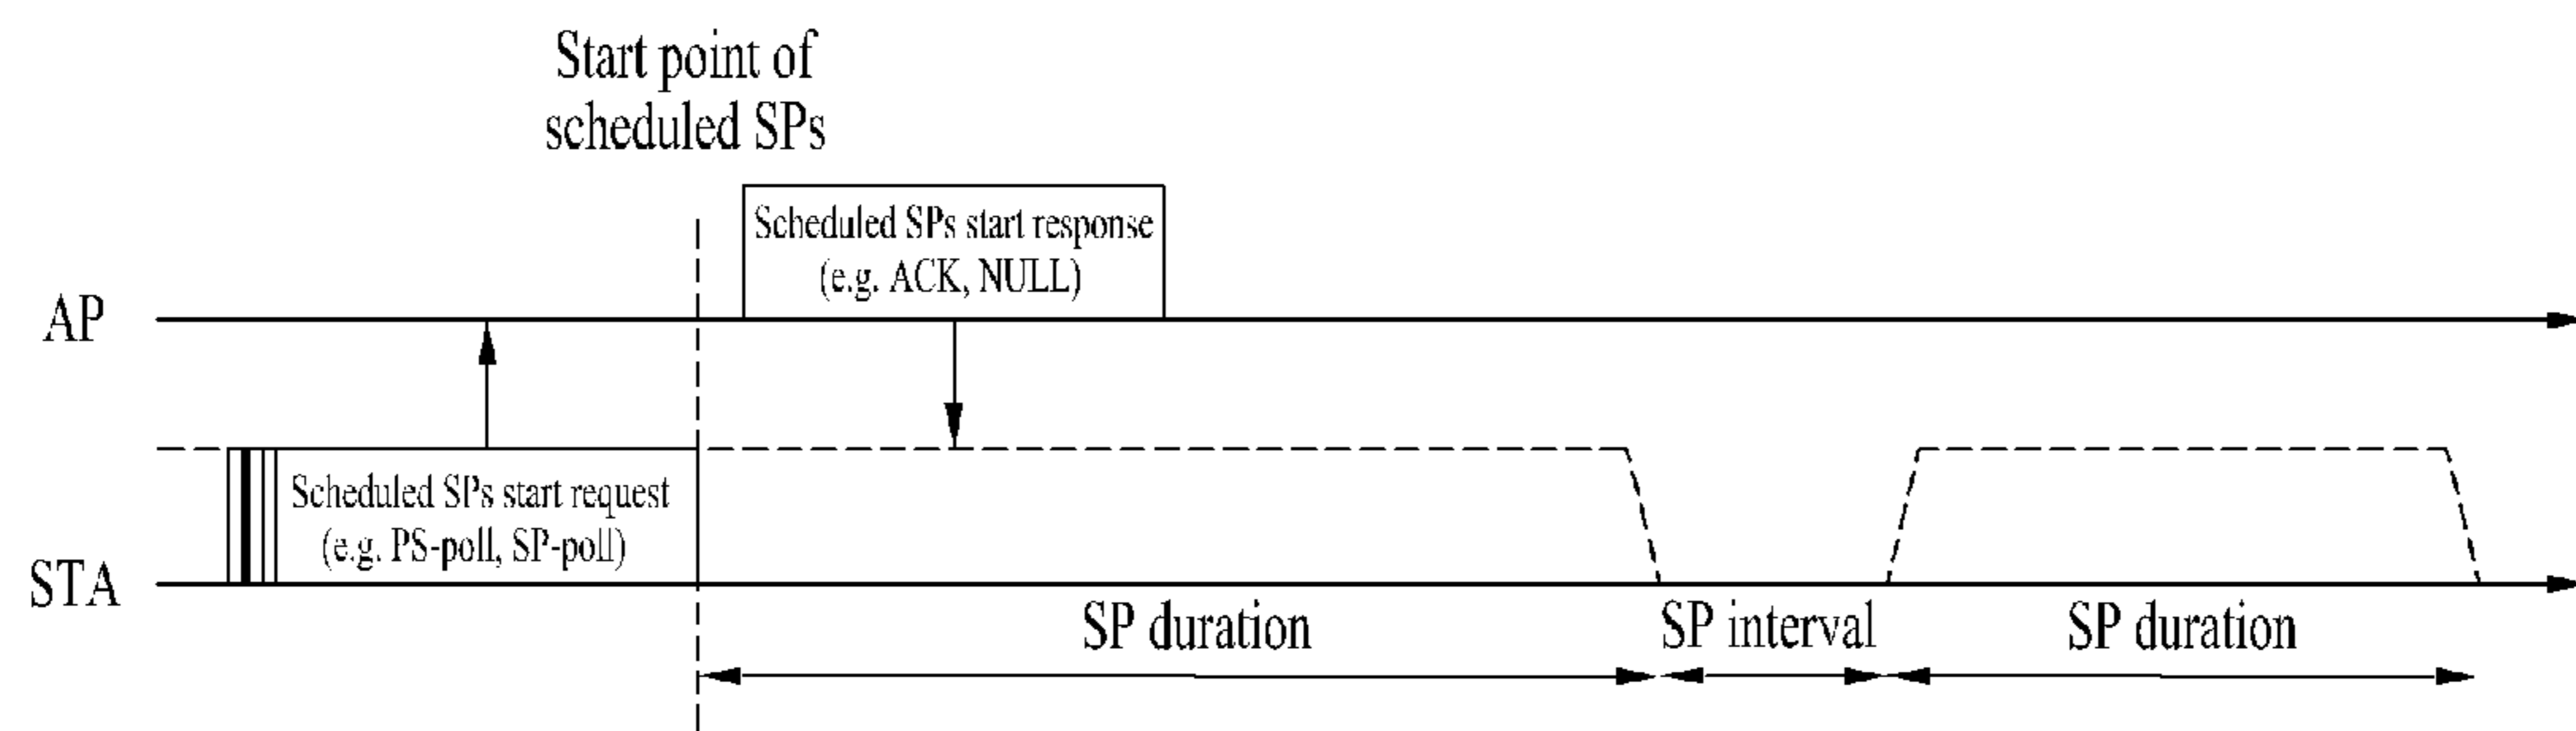 Start point of
scheduled SPs
Scheduled SPs start response
(e.g. ACK, NULL)
AP
Scheduled SPs start request
(e.g. PS-poll, SP-poll)
STA
SP duration
SP interval
SP duration